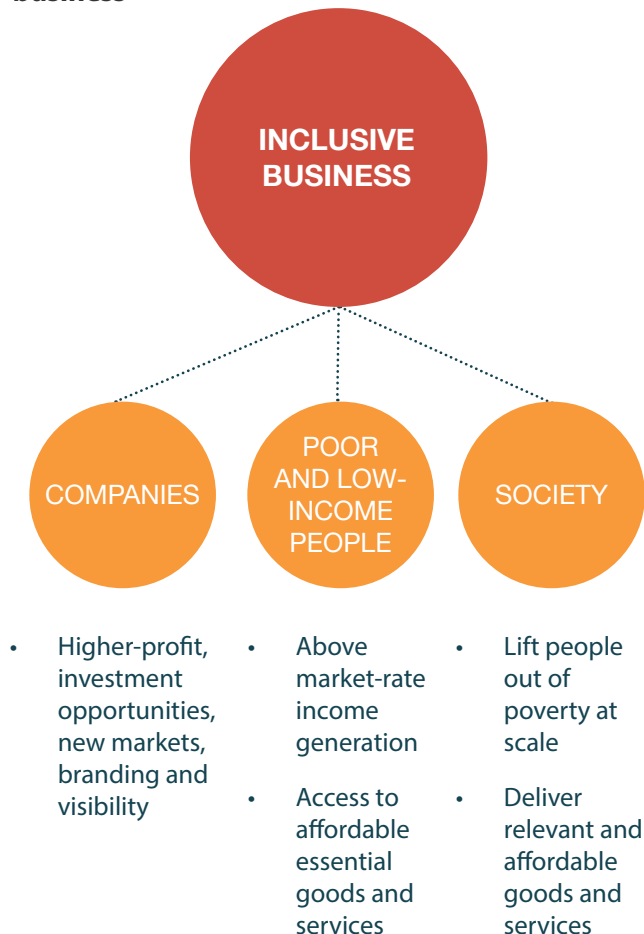 business
INCLUSIVE
BUSINESS
COMPANIES
POOR
AND LOW-
INCOME
PEOPLE
SOCIETY
• Higher-profit,
investment
opportunities,
new markets,
branding and
visibility
• Above
market-rate
income
generation
• Access to
affordable
essential
goods and
services
• Lift people
out of
poverty at
scale
• Deliver
relevant and
affordable
goods and
services